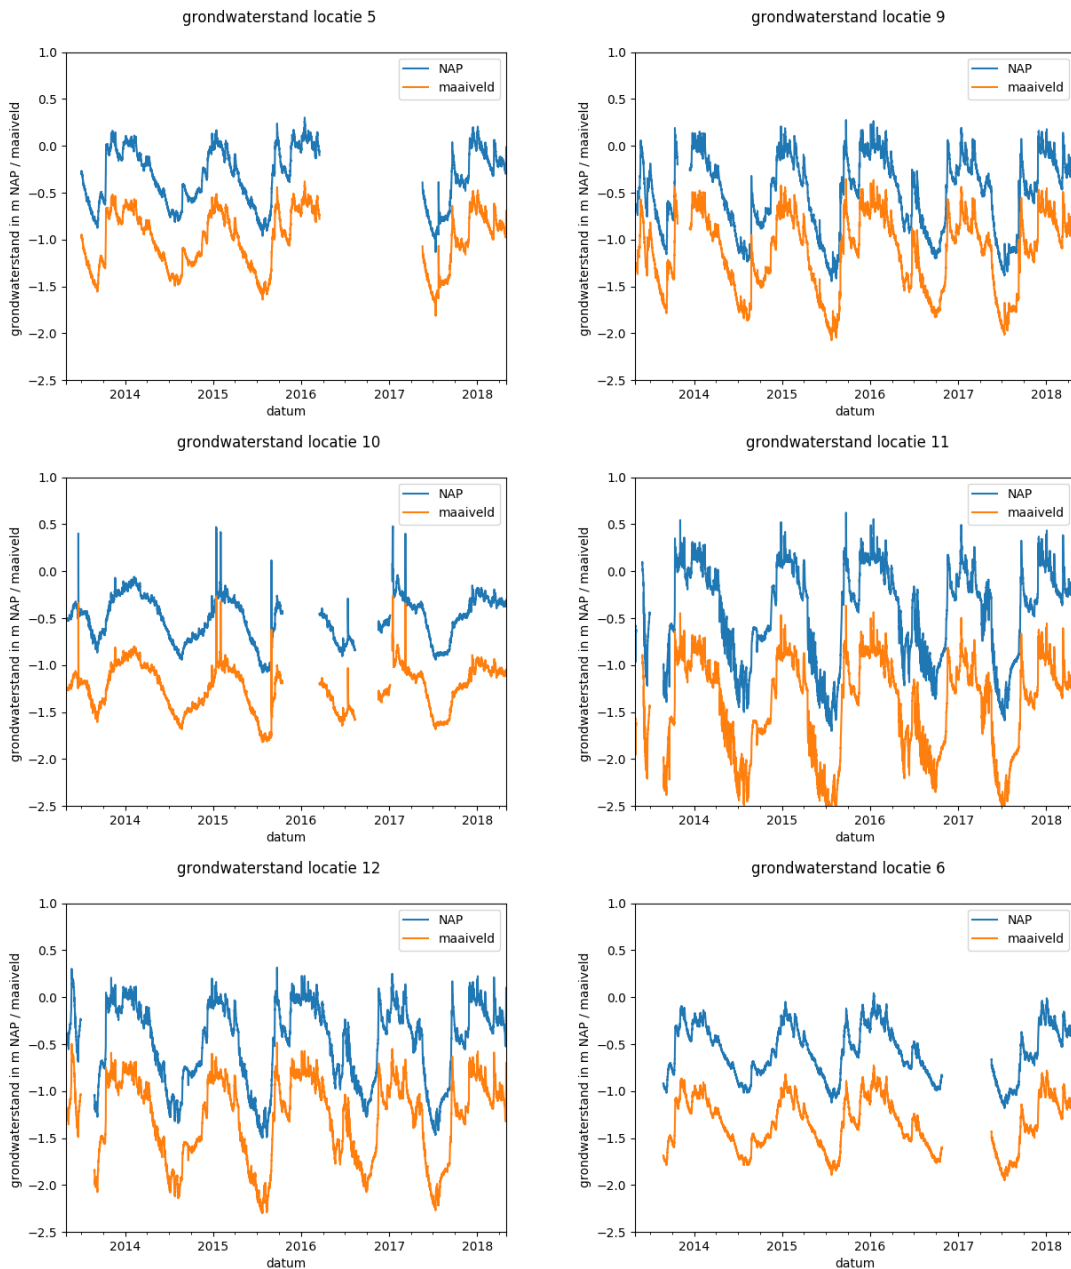 grondwaterstand locatie 5
1.0
0.5
0.0
−0.5
−1.0
−1.5
−2.0
−2.5
grondwaterstand in m NAP / maaiveld
NAP
maaiveld
2014 2015 2016 2017 2018
datum
grondwaterstand locatie 9
1.0
0.5
0.0
−0.5
−1.0
−1.5
−2.0
−2.5
grondwaterstand in m NAP / maaiveld
NAP
maaiveld
2014 2015 2016 2017 2018
datum
grondwaterstand locatie 10
1.0
0.5
0.0
−0.5
−1.0
−1.5
−2.0
−2.5
grondwaterstand in m NAP / maaiveld
NAP
maaiveld
2014 2015 2016 2017 2018
datum
grondwaterstand locatie 11
1.0
0.5
0.0
−0.5
−1.0
−1.5
−2.0
−2.5
grondwaterstand in m NAP / maaiveld
NAP
maaiveld
2014 2015 2016 2017 2018
datum
grondwaterstand locatie 12
1.0
0.5
0.0
−0.5
−1.0
−1.5
−2.0
−2.5
grondwaterstand in m NAP / maaiveld
NAP
maaiveld
2014 2015 2016 2017 2018
datum
grondwaterstand locatie 6
1.0
0.5
0.0
−0.5
−1.0
−1.5
−2.0
−2.5
grondwaterstand in m NAP / maaiveld
NAP
maaiveld
2014 2015 2016 2017 2018
datum